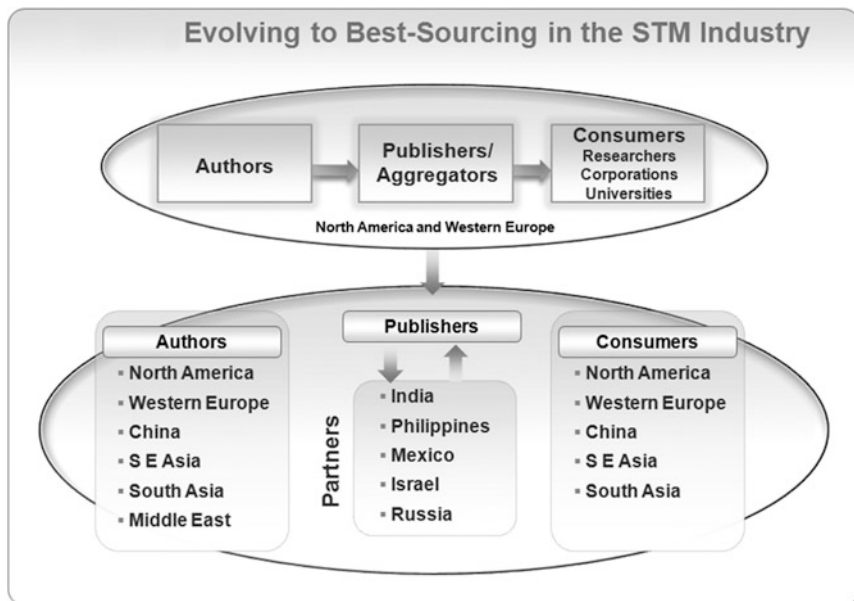 Evolving to Best-Sourcing in the STM Industry
Authors
Publishers/
Aggregators
Consumers
Researchers
Corporations
Universities
North America and Western Europe
Authors
▪ North America
▪ Western Europe
▪ China
▪ S E Asia
▪ South Asia
▪ Middle East
Publishers
Partners
▪ India
▪ Philippines
▪ Mexico
▪ Israel
▪ Russia
Consumers
▪ North America
▪ Western Europe
▪ China
▪ S E Asia
▪ South Asia